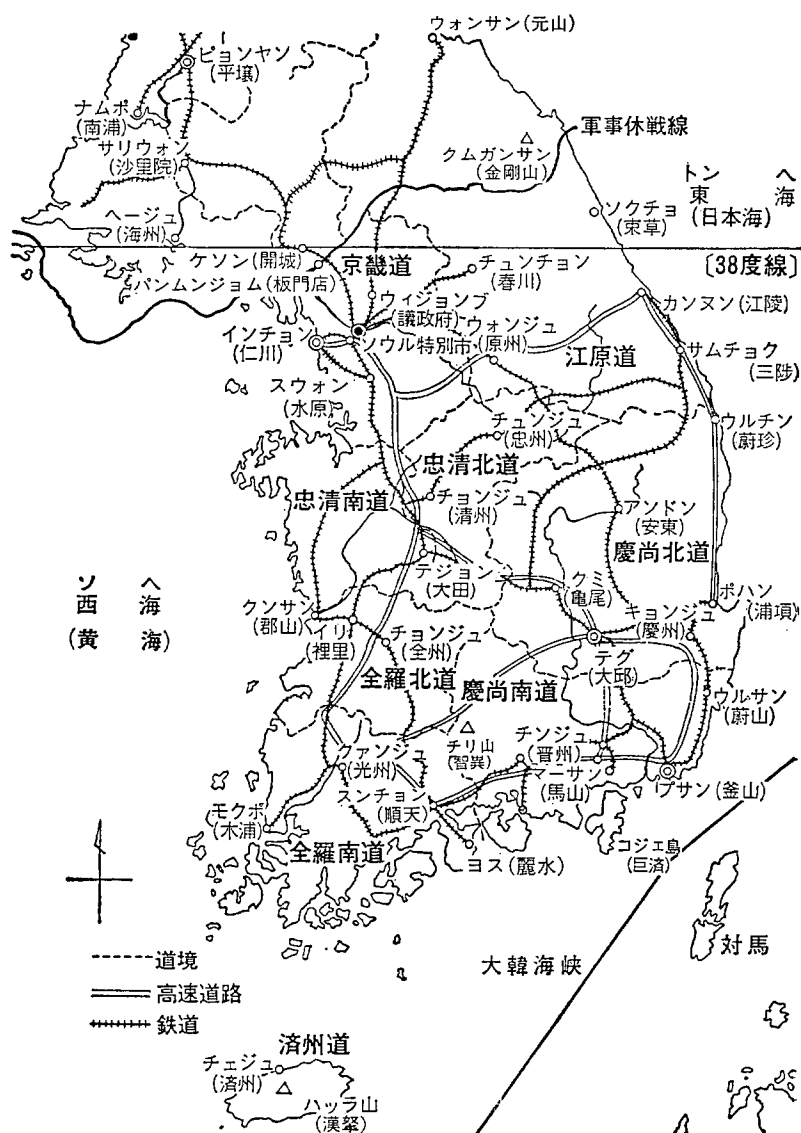 ウォンサン(元山)
ピョンヤン
(平壌)
ナムポ
(南浦)
サリウォン
(沙里院)
軍事休戦線
クムガンサン
(金剛山)
トン ヘ
東 海
(日本海)
ソクチョ
(束草)
ヘージュ
(海州)
ケソン(開城)
京畿道
チュンチョン
(春川)
〔38度線〕
パンムンジョム(板門店)
ウィジョンブ
(議政府)
カンヌン(江陵)
インチョン
(仁川)
ソウル特別市
ウォンジュ
(原州)
江原道
サムチョク
(三陟)
スウォン
(水原)
チュンジュ
(忠州)
ウルチン
(蔚珍)
忠清北道
忠清南道
チョンジュ
(清州)
アンドン
(安東)
慶尚北道
テジョン
(大田)
クミ
(亀尾)
ソ ヘ
西 海
(黄 海)
ポハン
(浦項)
クンサン
(群山)
イリ
(裡里)
チョンジュ
(全州)
キョンジュ
(慶州)
テグ
(大邱)
全羅北道
慶尚南道
ウルサン
(蔚山)
チリ山
(智異)
チンジュ
(晋州)
クァンジュ
(光州)
マーサン
(馬山)
プサン(釜山)
スンチョン
(順天)
モクポ
(木浦)
全羅南道
ヨス(麗水)
コジェ島
(巨済)
対馬
大韓海峡
道境
高速道路
鉄道
済州道
チェジュ
(済州)
ハッラ山
(漢拏)